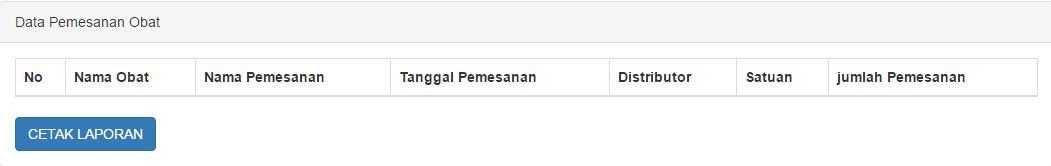 Data Pemesanan Obat
No Nama Obat Nama Pemesanan Tanggal Pemesanan Distributor Satuan jumlah Pemesanan
CETAK LAPORAN